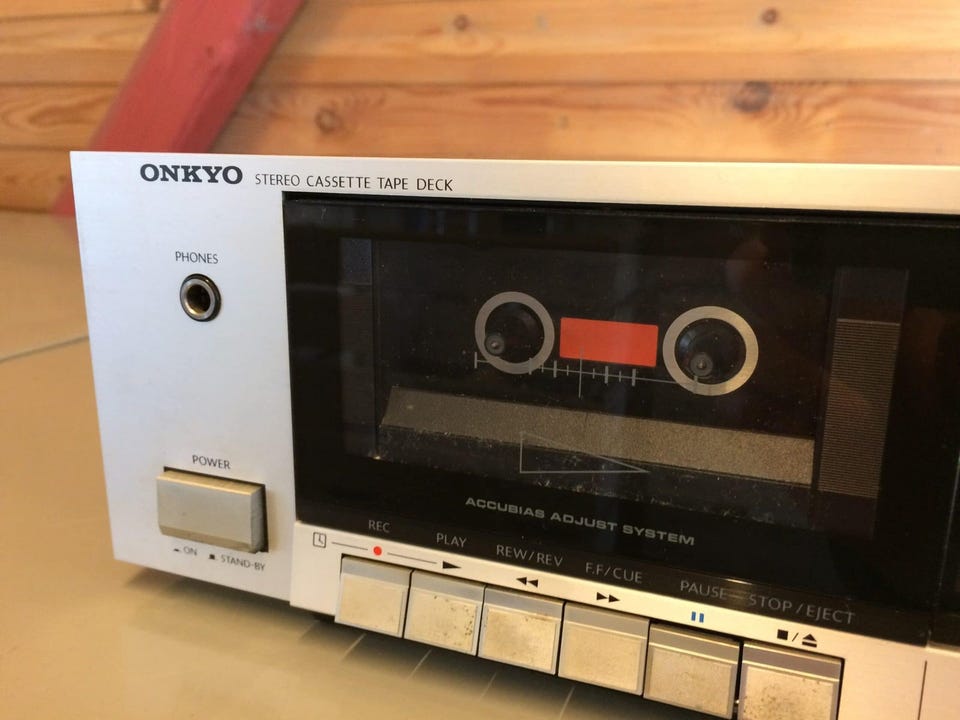 ONKYO STEREO CASSETTE TAPE DECK
PHONES
POWER
ON STAND-BY
ACCUBIAS ADJUST SYSTEM
REC PLAY REW/REV F.F/CUE PAUSE STOP/EJECT